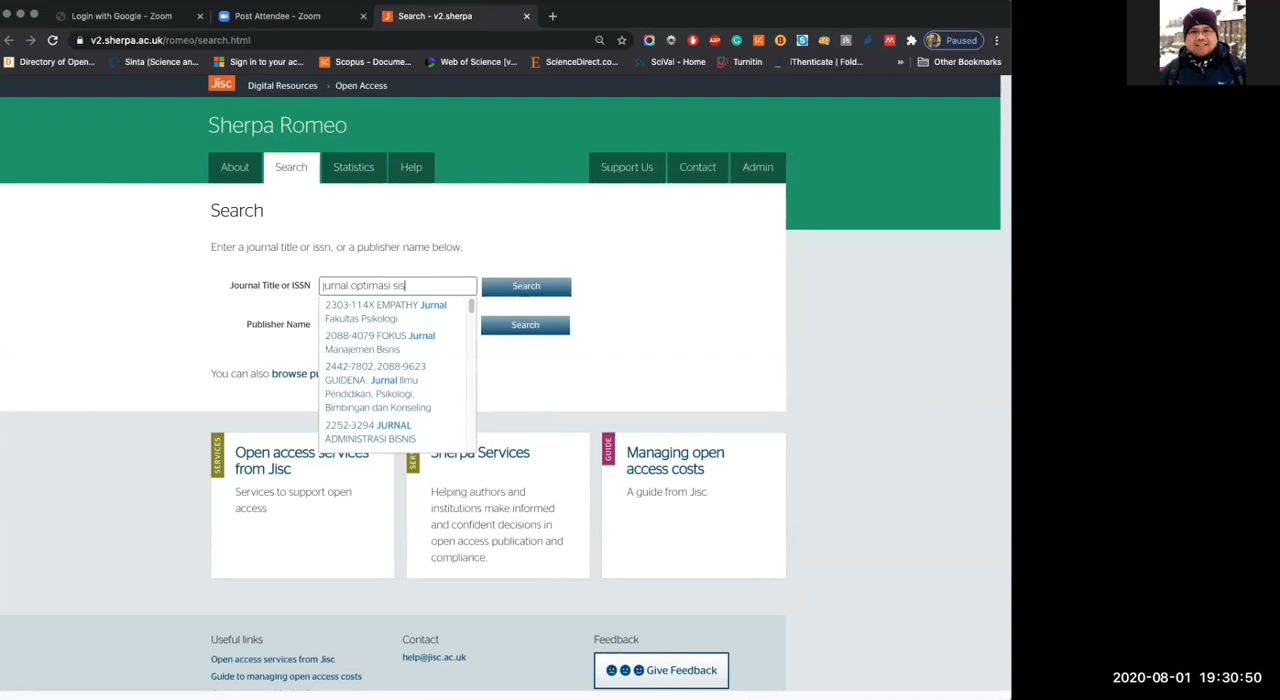 Login with Google - Zoom
Post Attendee - Zoom
Search - v2.sherpa
v2.sherpa.ac.uk/romeo/search.html
Paused
Directory of Open...
Sinta (Science an...
Sign in to your ac...
Scopus - Docume...
Web of Science [v...
ScienceDirect.co...
SciVal - Home
Turnitin
iThenticate | Fold...
Other Bookmarks
Jisc
Digital Resources
Open Access
Sherpa Romeo
About
Search
Statistics
Help
Support Us
Contact
Admin
Search
Enter a journal title or issn, or a publisher name below.
Journal Title or ISSN
jurnal optimasi sis
Search
2303-114X EMPATHY Jurnal
Fakultas Psikologi
2088-4079 FOKUS Jurnal
Manajemen Bisnis
2442-7802, 2088-9623
GUIDENA: Jurnal Ilmu
Pendidikan, Psikologi,
Bimbingan dan Konseling
2252-3294 JURNAL
ADMINISTRASI BISNIS
Publisher Name
Search
You can also browse pu
SERVICES
Open access services
from Jisc
Services to support open
access
SER
Sherpa Services
Helping authors and
institutions make informed
and confident decisions in
open access publication and
compliance.
GUIDE
Managing open
access costs
A guide from Jisc
Useful links
Open access services from Jisc
Guide to managing open access costs
Contact
help@jisc.ac.uk
Feedback
Give Feedback
2020-08-01 19:30:50